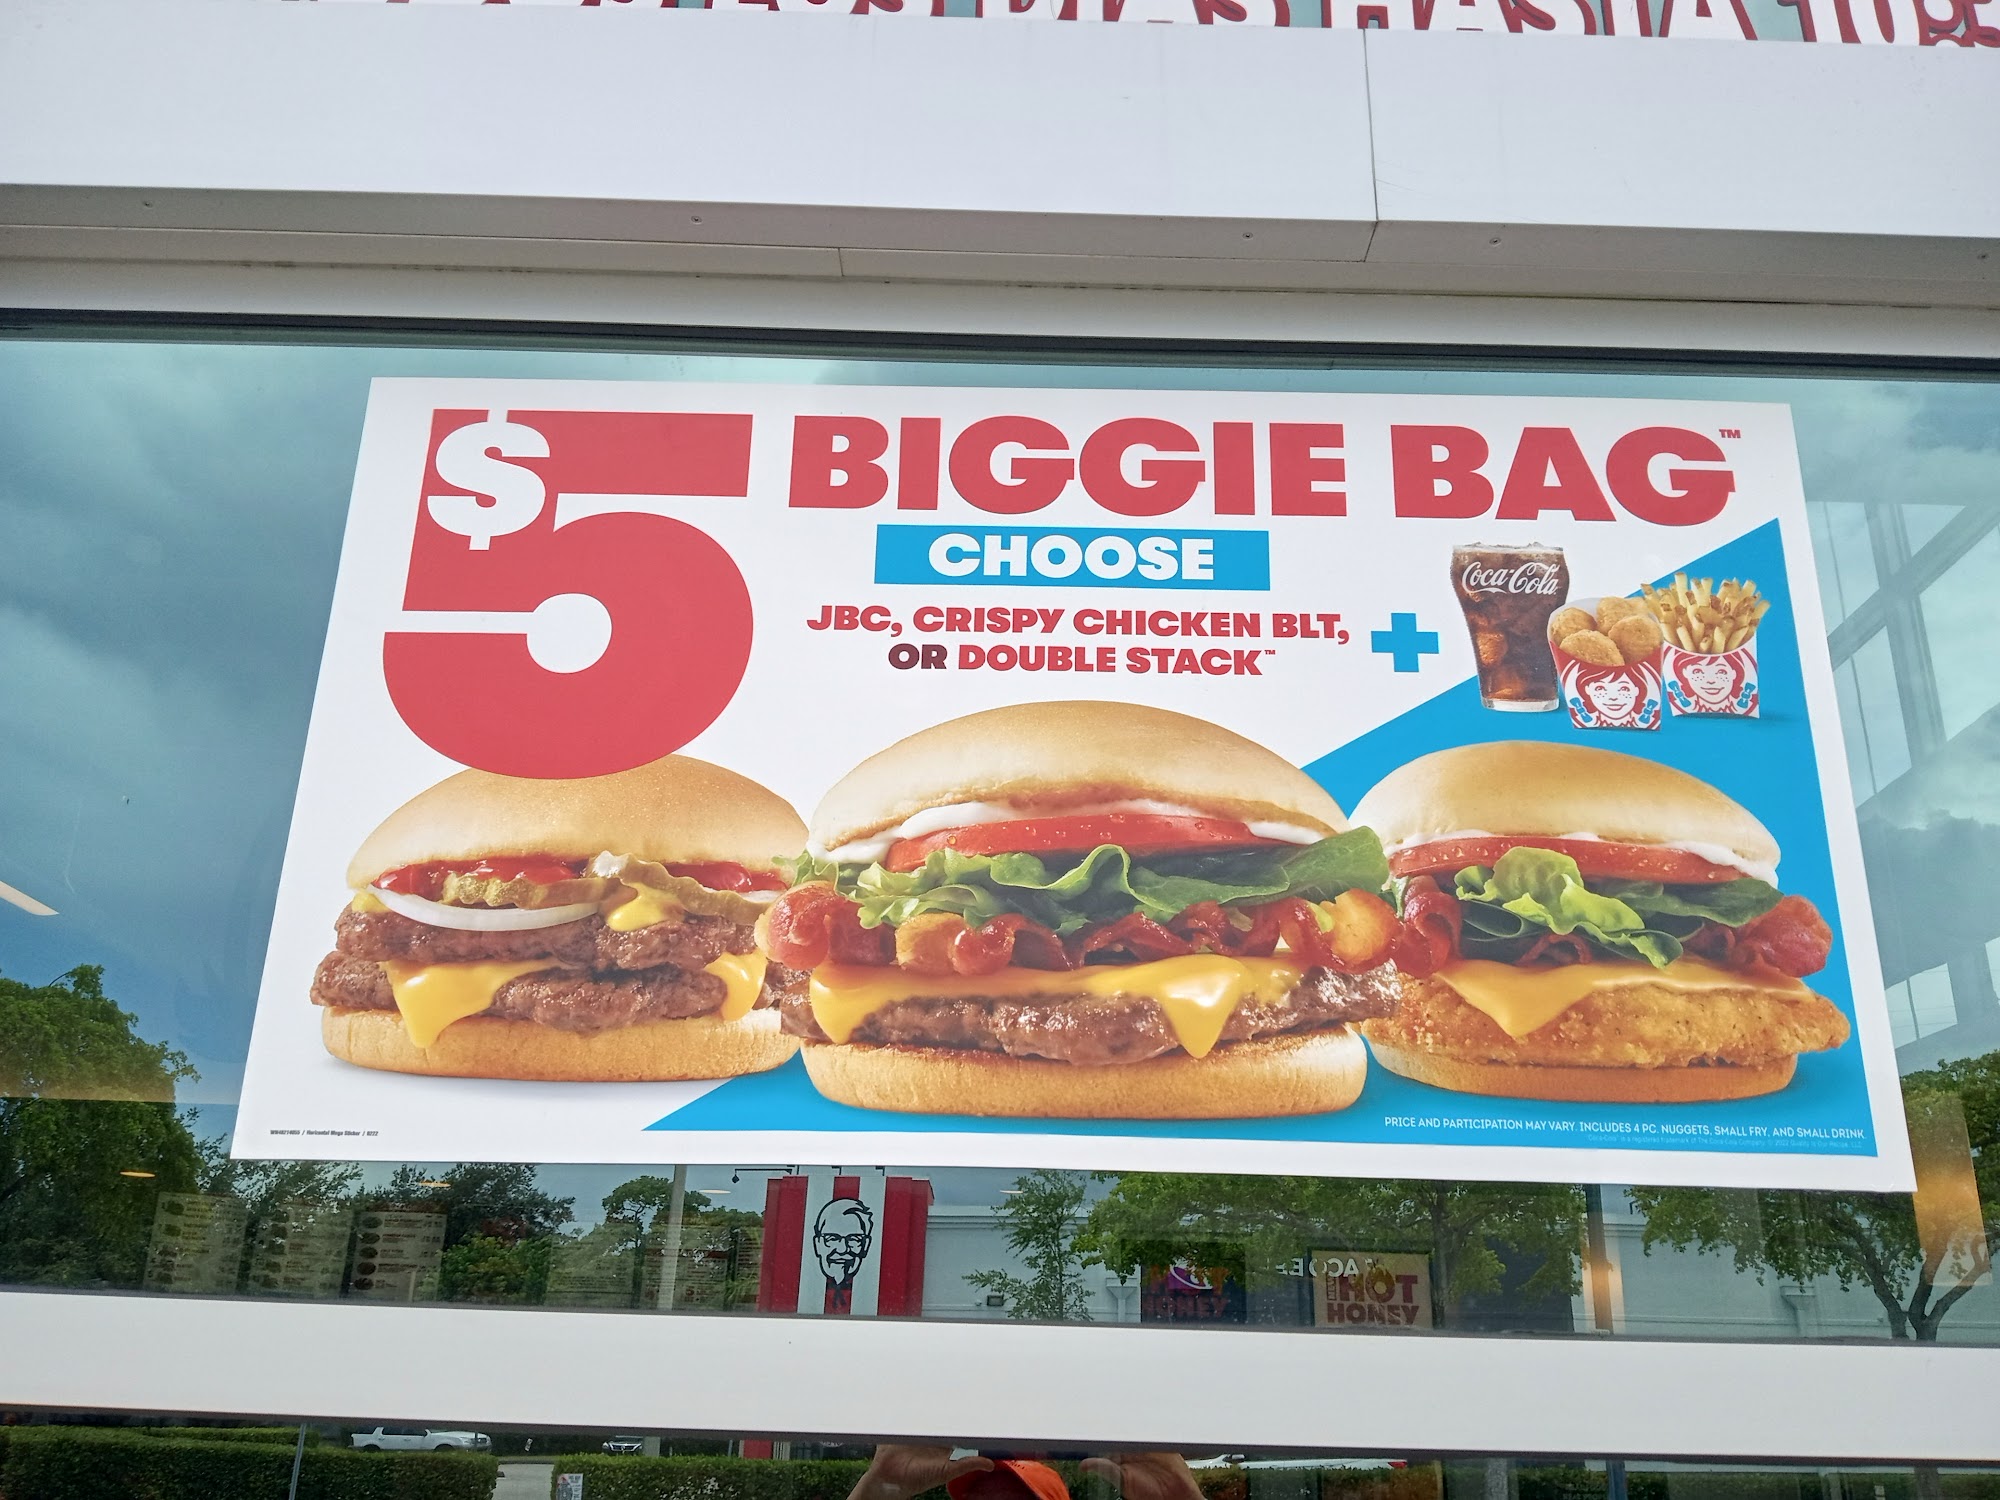 $5 BIGGIE BAG™
CHOOSE
JBC, CRISPY CHICKEN BLT,
OR DOUBLE STACK™
+
Coca-Cola
PRICE AND PARTICIPATION MAY VARY. INCLUDES 4 PC. NUGGETS, SMALL FRY, AND SMALL DRINK.
HOT
HONEY